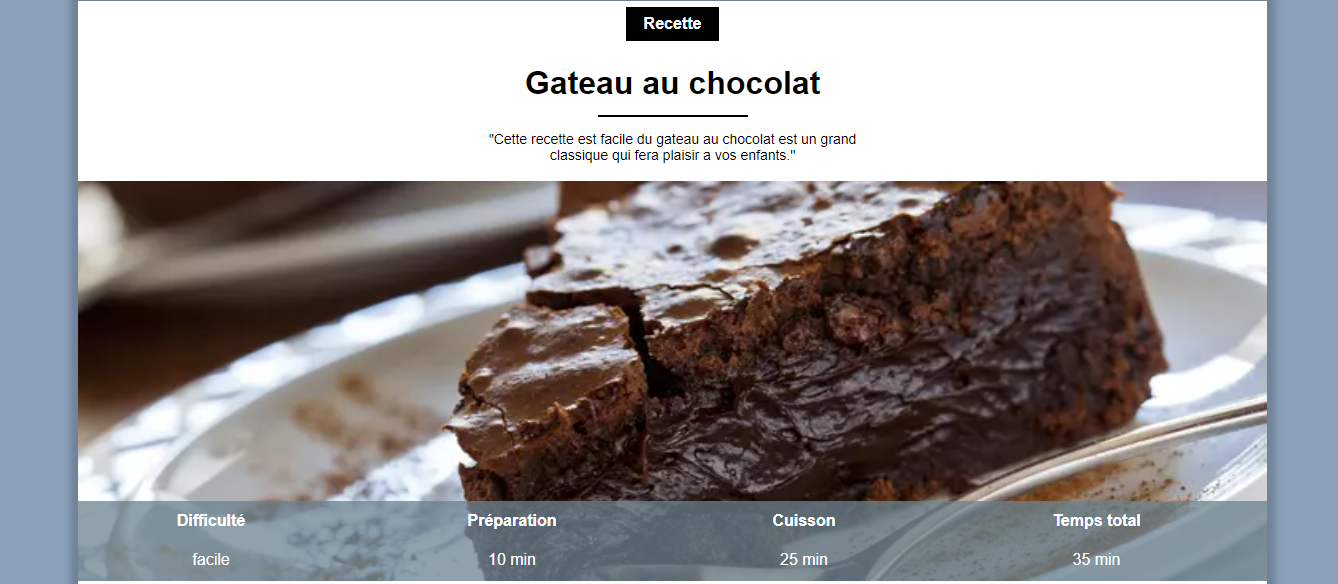 Recette
Gateau au chocolat
"Cette recette est facile du gateau au chocolat est un grand
classique qui fera plaisir a vos enfants."
Difficulté Préparation Cuisson Temps total
facile 10 min 25 min 35 min